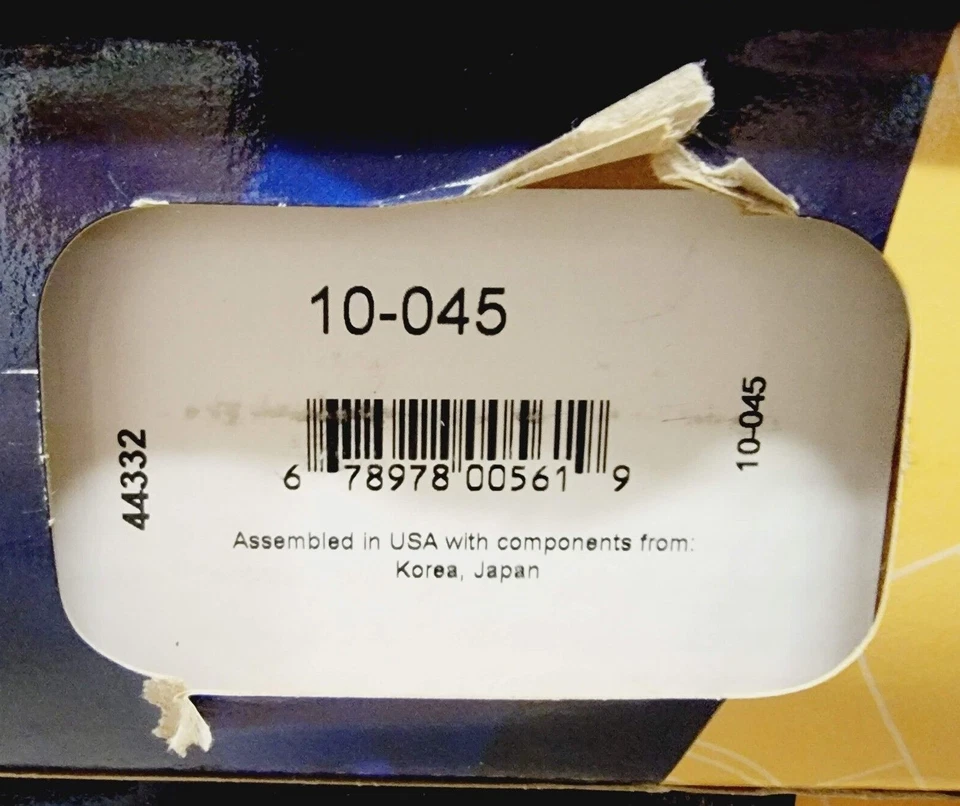 10-045
44332
10-045
6 78978 00561 9
Assembled in USA with components from:
Korea, Japan